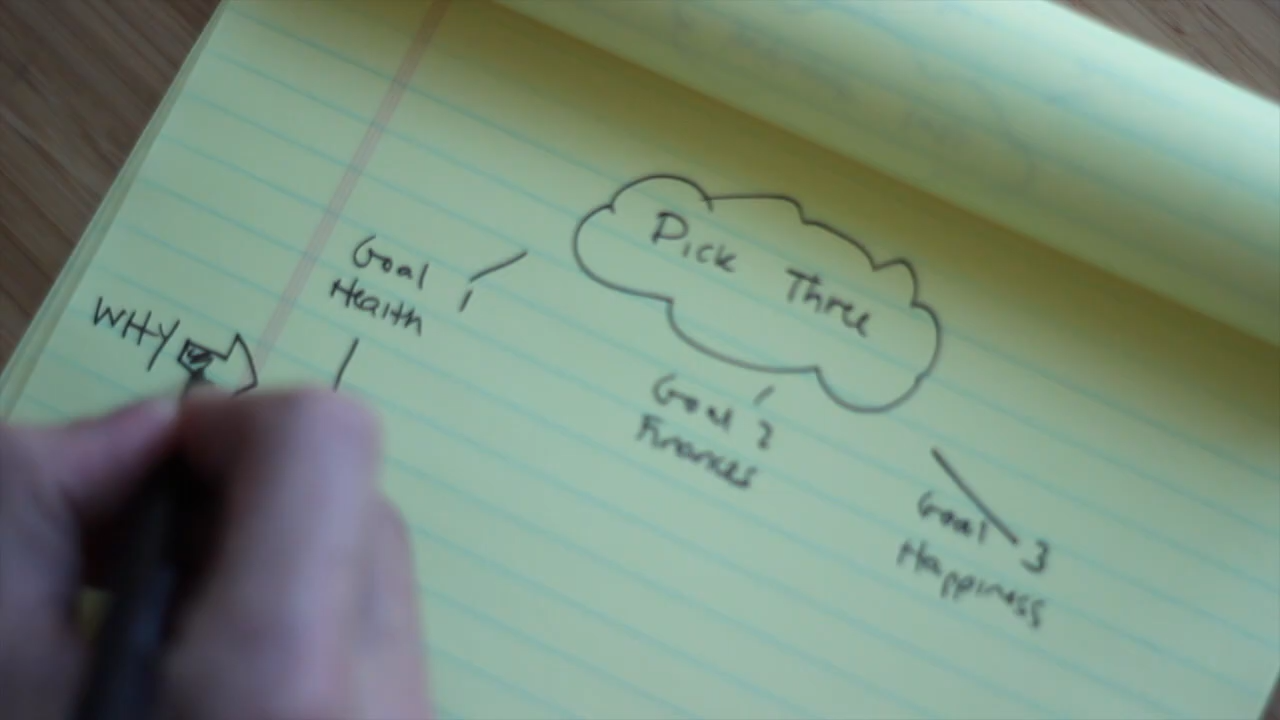 Pick Three
Goal 1
Health
WHY
Goal 2
Finances
Goal 3
Happiness